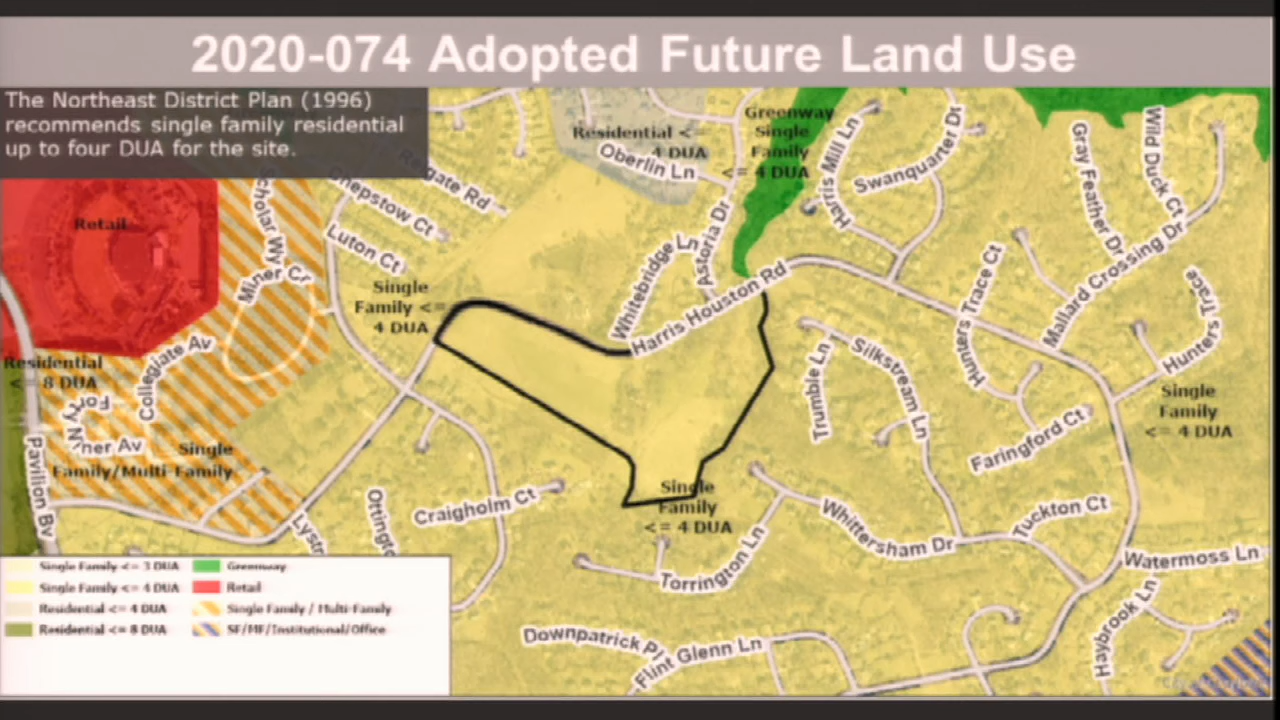 2020-074 Adopted Future Land Use
The Northeast District Plan (1996)
recommends single family residential
up to four DUA for the site.
Greenway
Single
Family
<= 4 DUA
Residential <=
4 DUA
Oberlin Ln
Harris Mill Ln
Swanquarter Dr
Gray Feather Dr
Wild Duck Ct
Chepstow Ct
gate Rd
Retail
Scholar Wy
Miner Cr
Luton Ct
Single
Family <=
4 DUA
Whitebridge Ln
Astoria Dr
Harris Houston Rd
Hunters Trace Ct
Mallard Crossing Dr
Hunters Trace
Residential
<= 8 DUA
Collegiate Av
ner Av
Single
Family/Multi-Family
Pavilion Bv
Trumble Ln
Silkstream Ln
Faringford Ct
Single
Family
<= 4 DUA
Lystr
Ottingto
Craigholm Ct
Single
Family
<= 4 DUA
Torrington Ln
Whittersham Dr
Tuckton Ct
Watermoss Ln
Heybrook Ln
Downpatrick Pl
Flint Glenn Ln
Single Family <= 3 DUA
Single Family <= 4 DUA
Residential <= 4 DUA
Residential <= 8 DUA
Greenway
Retail
Single Family / Multi-Family
SF/MF/Institutional/Office